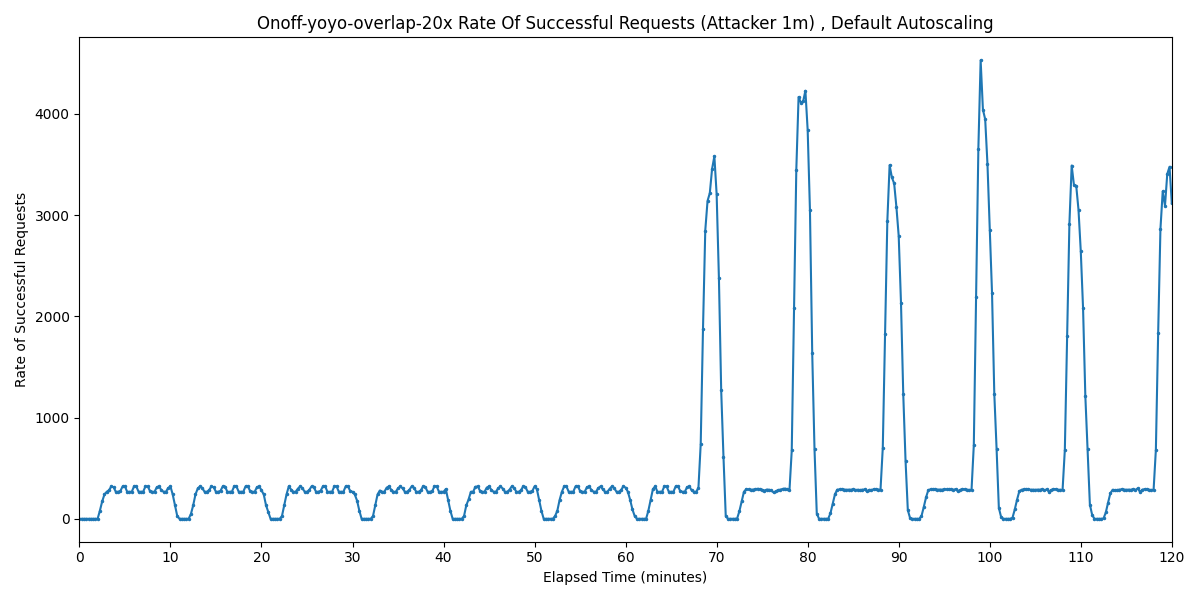 Onoff-yoyo-overlap-20x Rate Of Successful Requests (Attacker 1m) , Default Autoscaling
Rate of Successful Requests
4000
3000
2000
1000
0
0 10 20 30 40 50 60 70 80 90 100 110 120
Elapsed Time (minutes)